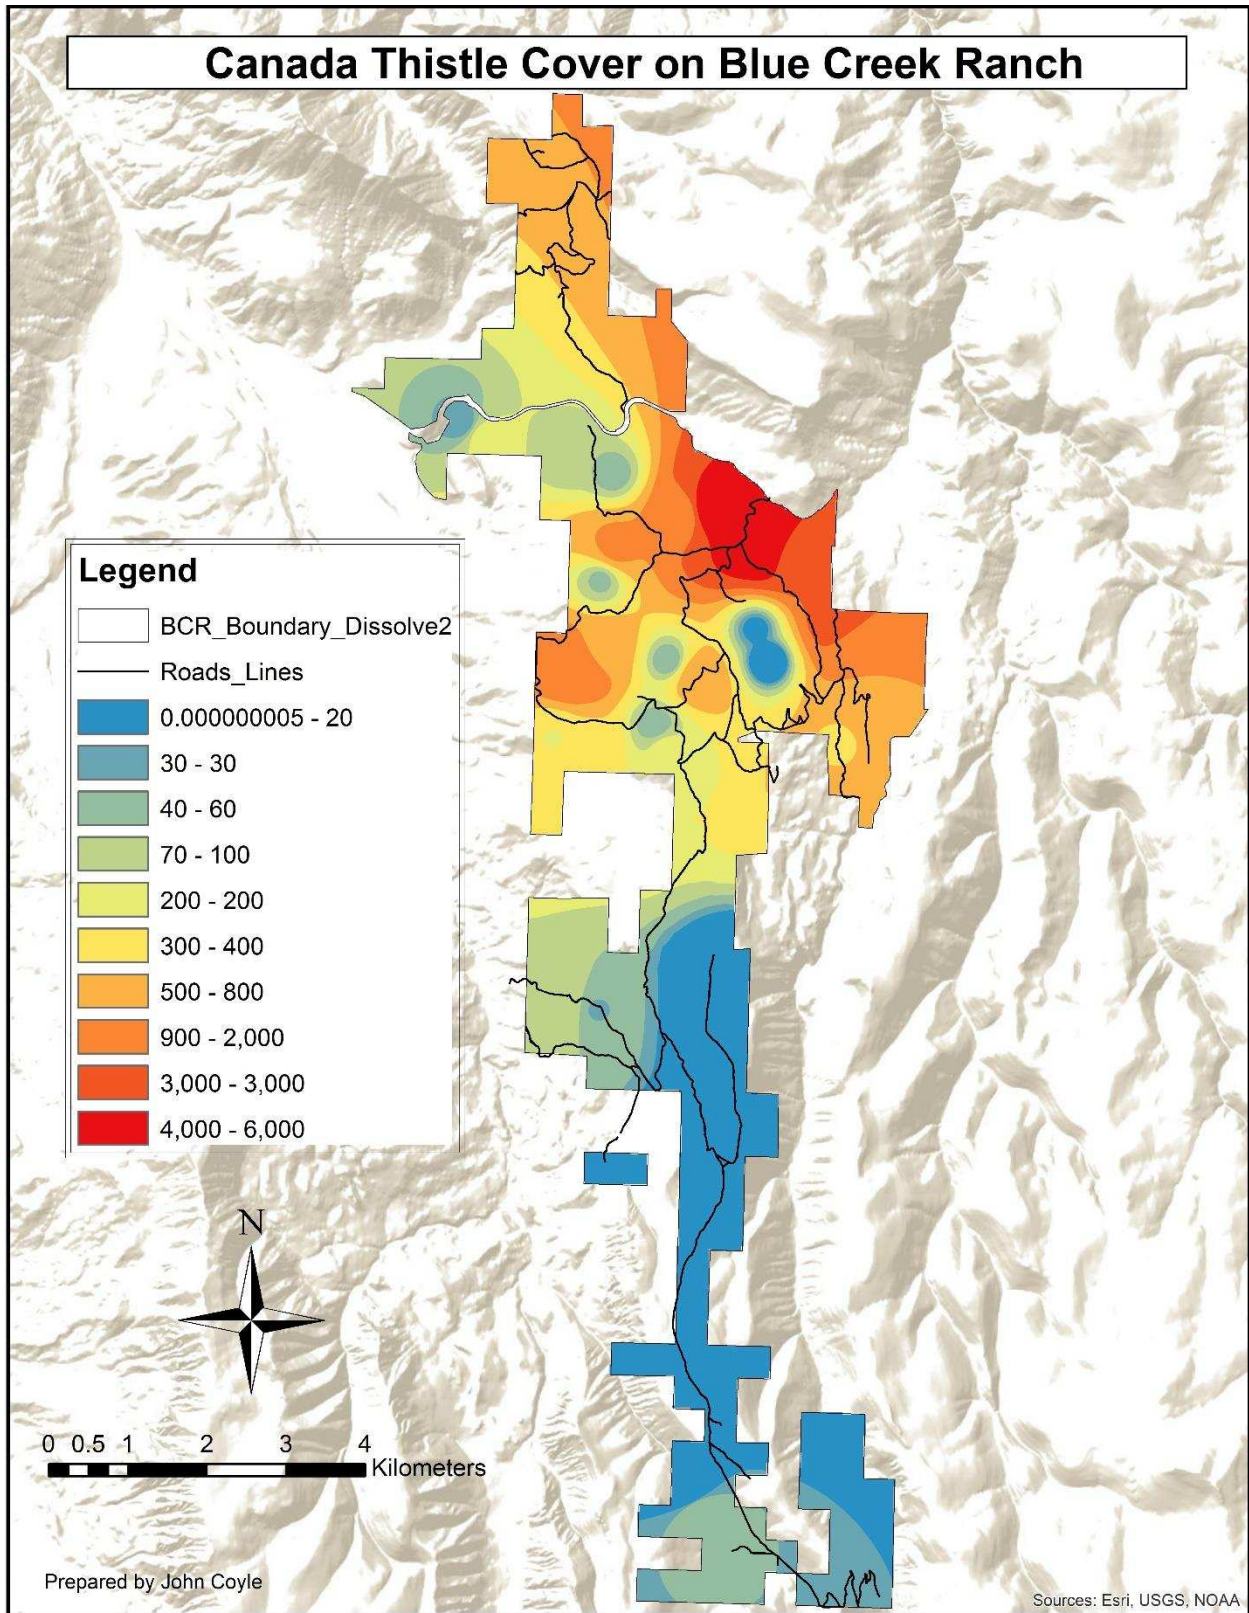 Canada Thistle Cover on Blue Creek Ranch
Legend
BCR_Boundary_Dissolve2
Roads_Lines
0.000000005 - 20
30 - 30
40 - 60
70 - 100
200 - 200
300 - 400
500 - 800
900 - 2,000
3,000 - 3,000
4,000 - 6,000
N
0 0.5 1 2 3 4
Kilometers
Prepared by John Coyle
Sources: Esri, USGS, NOAA